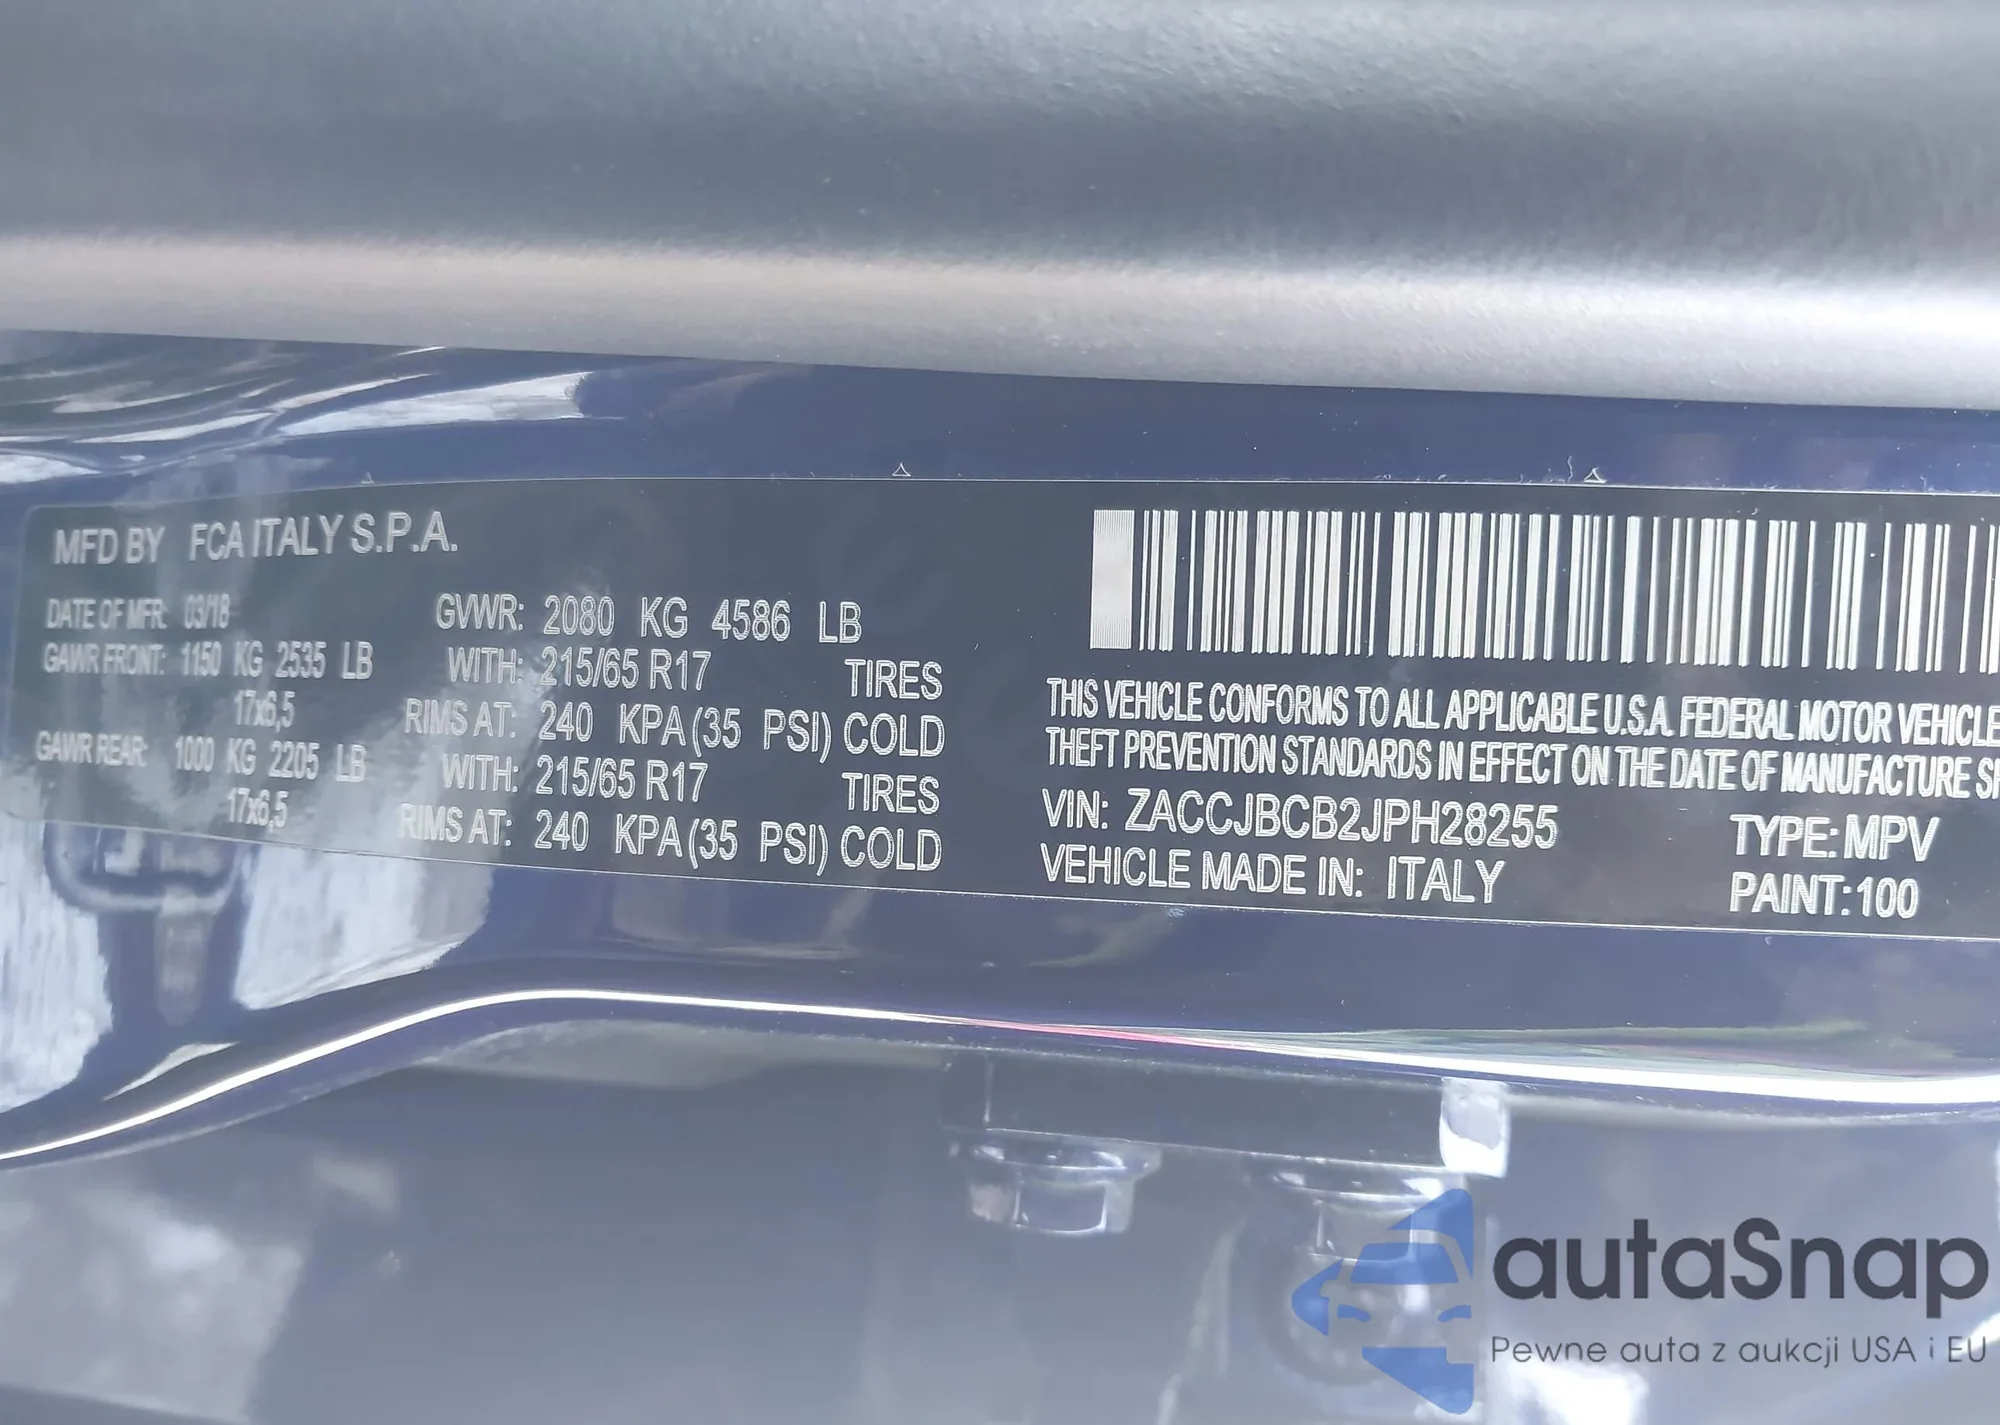 MFD BY FCA ITALY S.P.A.
DATE OF MFR: 03/18 GVWR: 2080 KG 4586 LB
GAWR FRONT: 1150 KG 2535 LB WITH: 215/65 R17 TIRES
17x6,5 RIMS AT: 240 KPA (35 PSI) COLD
GAWR REAR: 1000 KG 2205 LB WITH: 215/65 R17 TIRES
17x6,5 RIMS AT: 240 KPA (35 PSI) COLD
THIS VEHICLE CONFORMS TO ALL APPLICABLE U.S.A. FEDERAL MOTOR VEHICLE
THEFT PREVENTION STANDARDS IN EFFECT ON THE DATE OF MANUFACTURE
VIN: ZACCJBCB2JPH28255 TYPE: MPV
VEHICLE MADE IN: ITALY PAINT: 100
autaSnap
Pewne auta z aukcji USA i EU